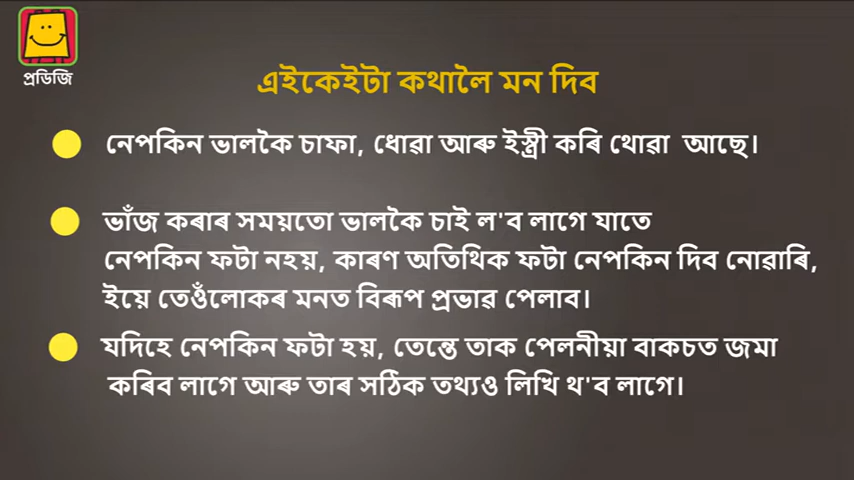 প্ৰডিজি
এইকেইটা কথালৈ মন দিব
নেপকিন ভালকৈ চাফা, ধোৱা আৰু ইস্ত্ৰী কৰি থোৱা আছে।
ভাঁজ কৰাৰ সময়তো ভালকৈ চাই ল'ব লাগে যাতে
নেপকিন ফটা নহয়, কাৰণ অতিথিক ফটা নেপকিন দিব নোৱাৰি,
ইয়ে তেওঁলোকৰ মনত বিৰূপ প্ৰভাৱ পেলাব।
যদিহে নেপকিন ফটা হয়, তেন্তে তাক পেলনীয়া বাকচত জমা
কৰিব লাগে আৰু তাৰ সঠিক তথ্যও লিখি থ'ব লাগে।